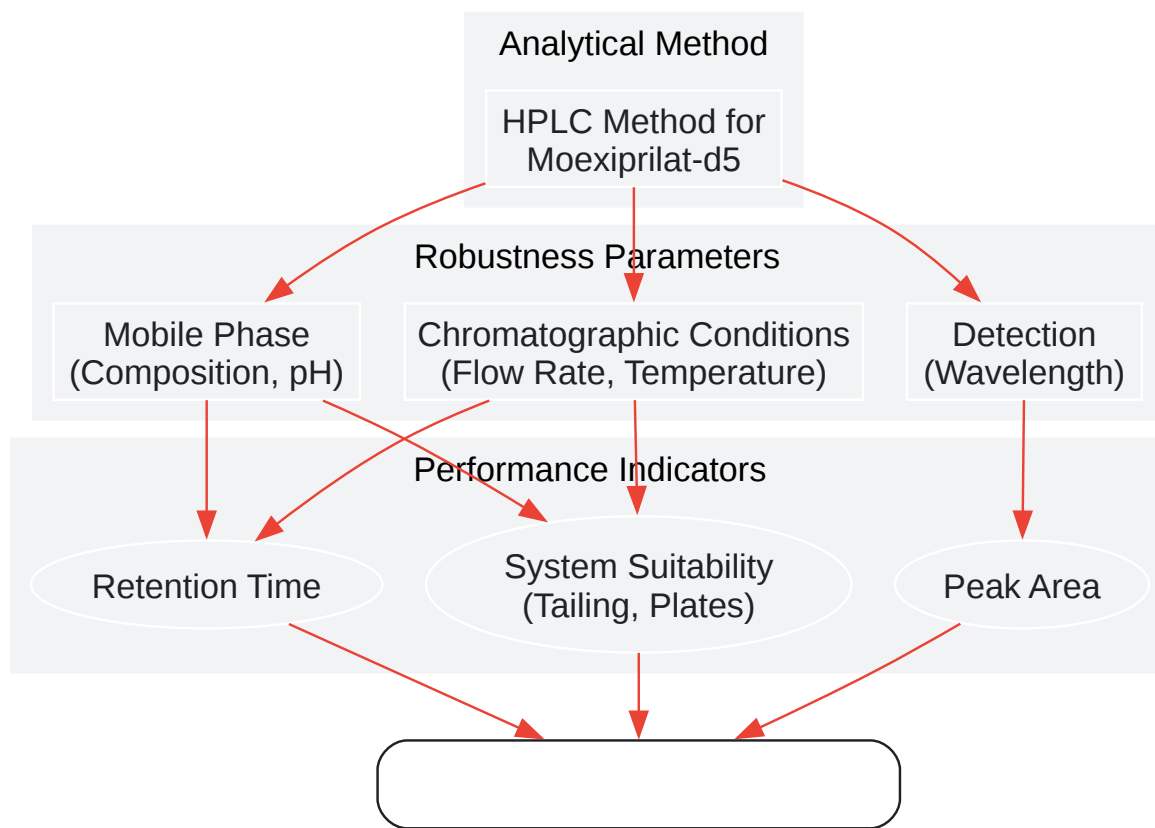 Analytical Method
HPLC Method for
Moexiprilat-d5
Robustness Parameters
Mobile Phase
(Composition, pH)
Chromatographic Conditions
(Flow Rate, Temperature)
Detection
(Wavelength)
Performance Indicators
Retention Time
System Suitability
(Tailing, Plates)
Peak Area